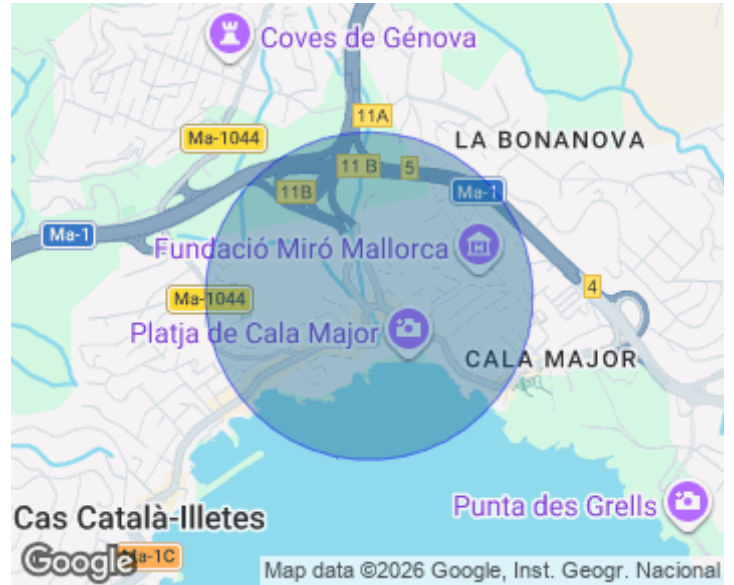 Coves de Génova
11A
Ma-1044
LA BONANOVA
11 B
5
11B
Ma-1
Ma-1
Fundació Miró Mallorca
4
Ma-1044
Platja de Cala Major
CALA MAJOR
Punta des Grells
Cas Català-Illetes
Google
Ma-1C
Map data ©2026 Google, Inst. Geogr. Nacional